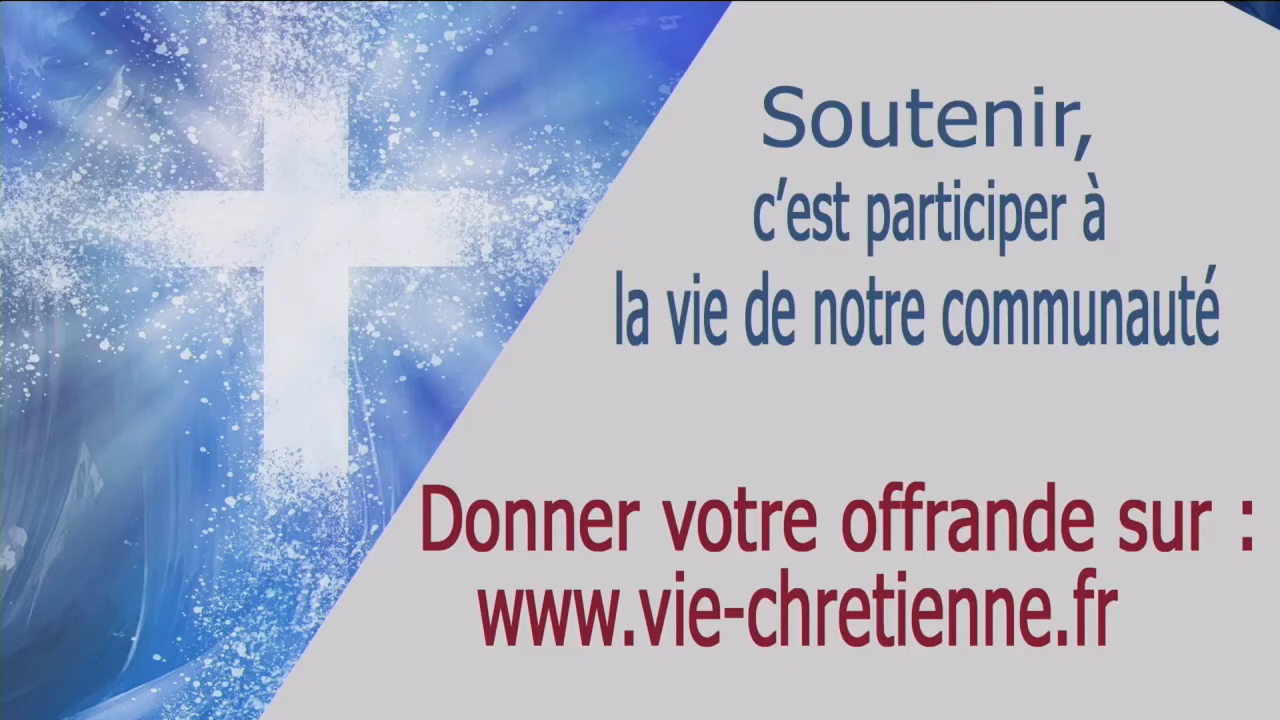 Soutenir,
c’est participer à
la vie de notre communauté
Donner votre offrande sur :
www.vie-chretienne.fr